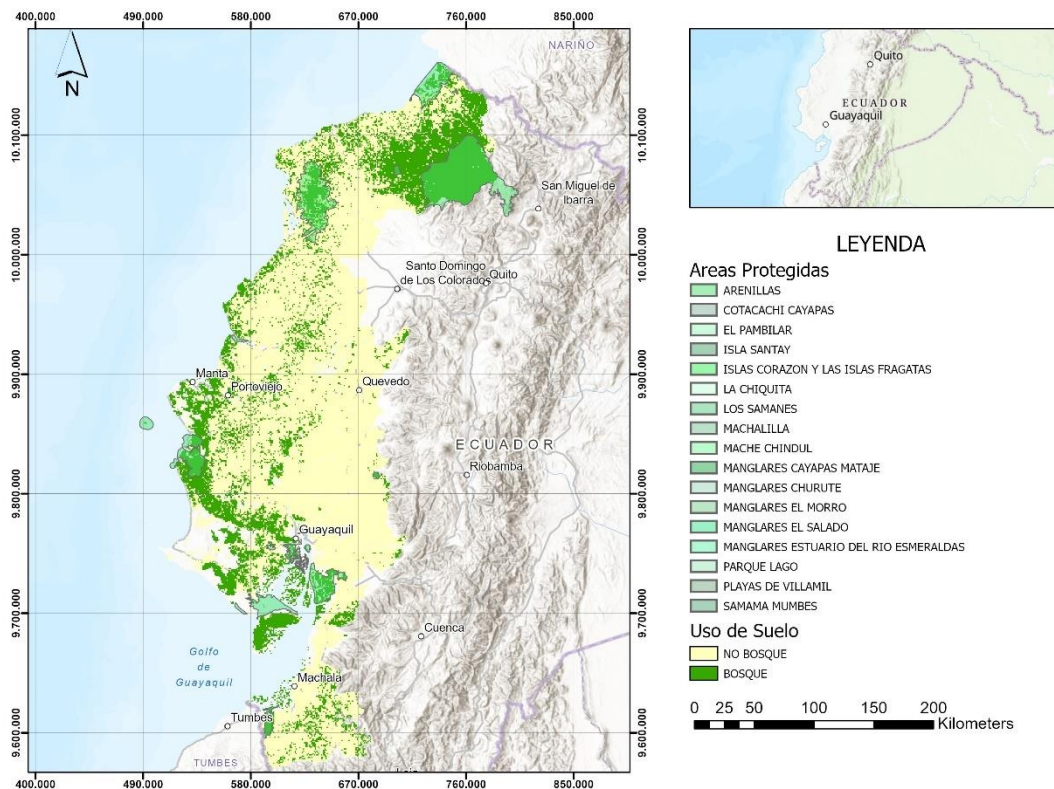 400.000 490.000 580.000 670.000 760.000 850.000
NARIÑO
10.100.000 10.100.000
San Miguel de
Ibarra
10.000.000 10.000.000
Santo Domingo
de Los Colorados
Quito
9.900.000 9.900.000
Manta
Portoviejo
Quevedo
ECUADOR
Riobamba
9.800.000 9.800.000
Guayaquil
9.700.000 9.700.000
Cuenca
Golfo
de
Guayaquil
Machala
Tumbes
9.600.000 9.600.000
TUMBES
400.000 490.000 580.000 670.000 760.000 850.000
N
Quito
ECUADOR
Guayaquil
LEYENDA
Areas Protegidas
ARENILLAS
COTACACHI CAYAPAS
EL PAMBILAR
ISLA SANTAY
ISLAS CORAZON Y LAS ISLAS FRAGATAS
LA CHIQUITA
LOS SAMANES
MACHALILLA
MACHE CHINDUL
MANGLARES CAYAPAS MATAJE
MANGLARES CHURUTE
MANGLARES EL MORRO
MANGLARES EL SALADO
MANGLARES ESTUARIO DEL RIO ESMERALDAS
PARQUE LAGO
PLAYAS DE VILLAMIL
SAMAMA MUMBES
Uso de Suelo
NO BOSQUE
BOSQUE
0 25 50 100 150 200
Kilometers